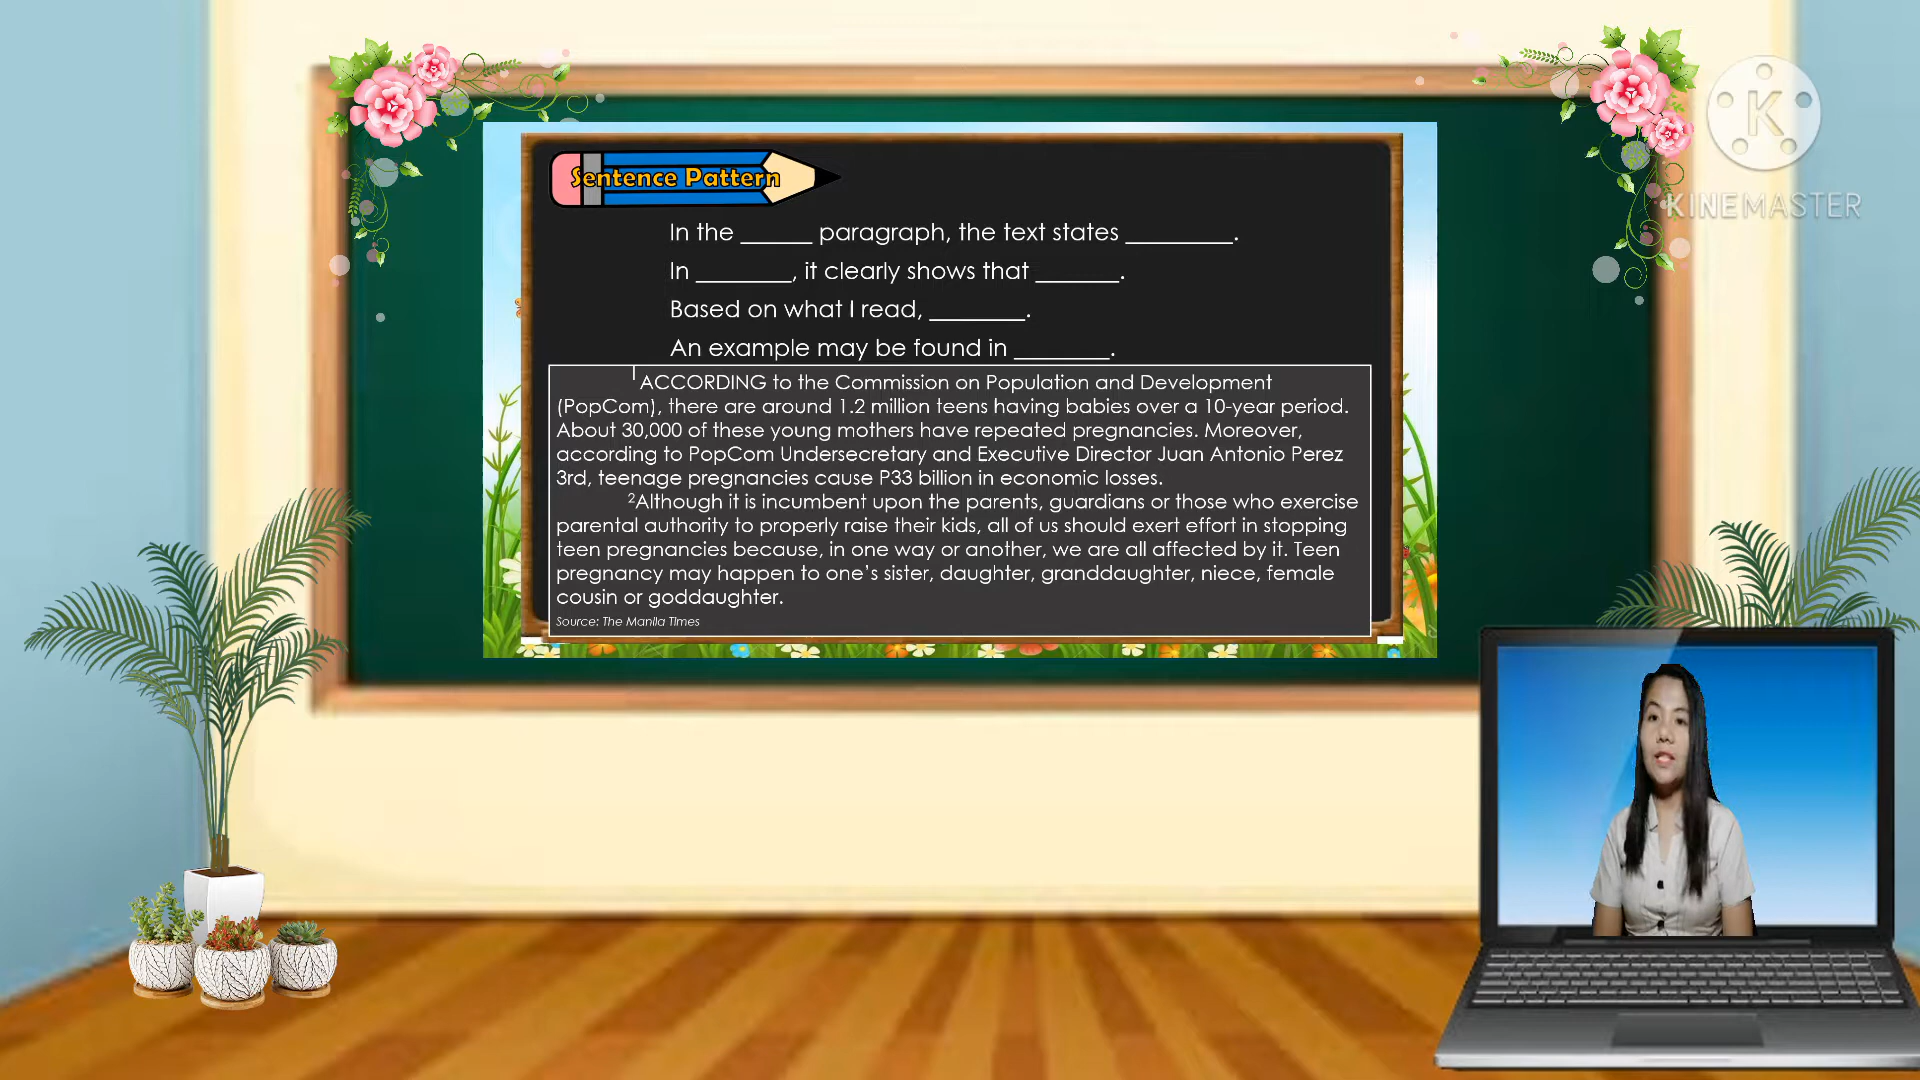 Sentence Pattern
In the ______ paragraph, the text states _________.
In ________, it clearly shows that _______.
Based on what I read, ________.
An example may be found in ________.
¹ACCORDING to the Commission on Population and Development
(PopCom), there are around 1.2 million teens having babies over a 10-year period.
About 30,000 of these young mothers have repeated pregnancies. Moreover,
according to PopCom Undersecretary and Executive Director Juan Antonio Perez
3rd, teenage pregnancies cause P33 billion in economic losses.
²Although it is incumbent upon the parents, guardians or those who exercise
parental authority to properly raise their kids, all of us should exert effort in stopping
teen pregnancies because, in one way or another, we are all affected by it. Teen
pregnancy may happen to one's sister, daughter, granddaughter, niece, female
cousin or goddaughter.
Source: The Manila Times
K
KINEMASTER